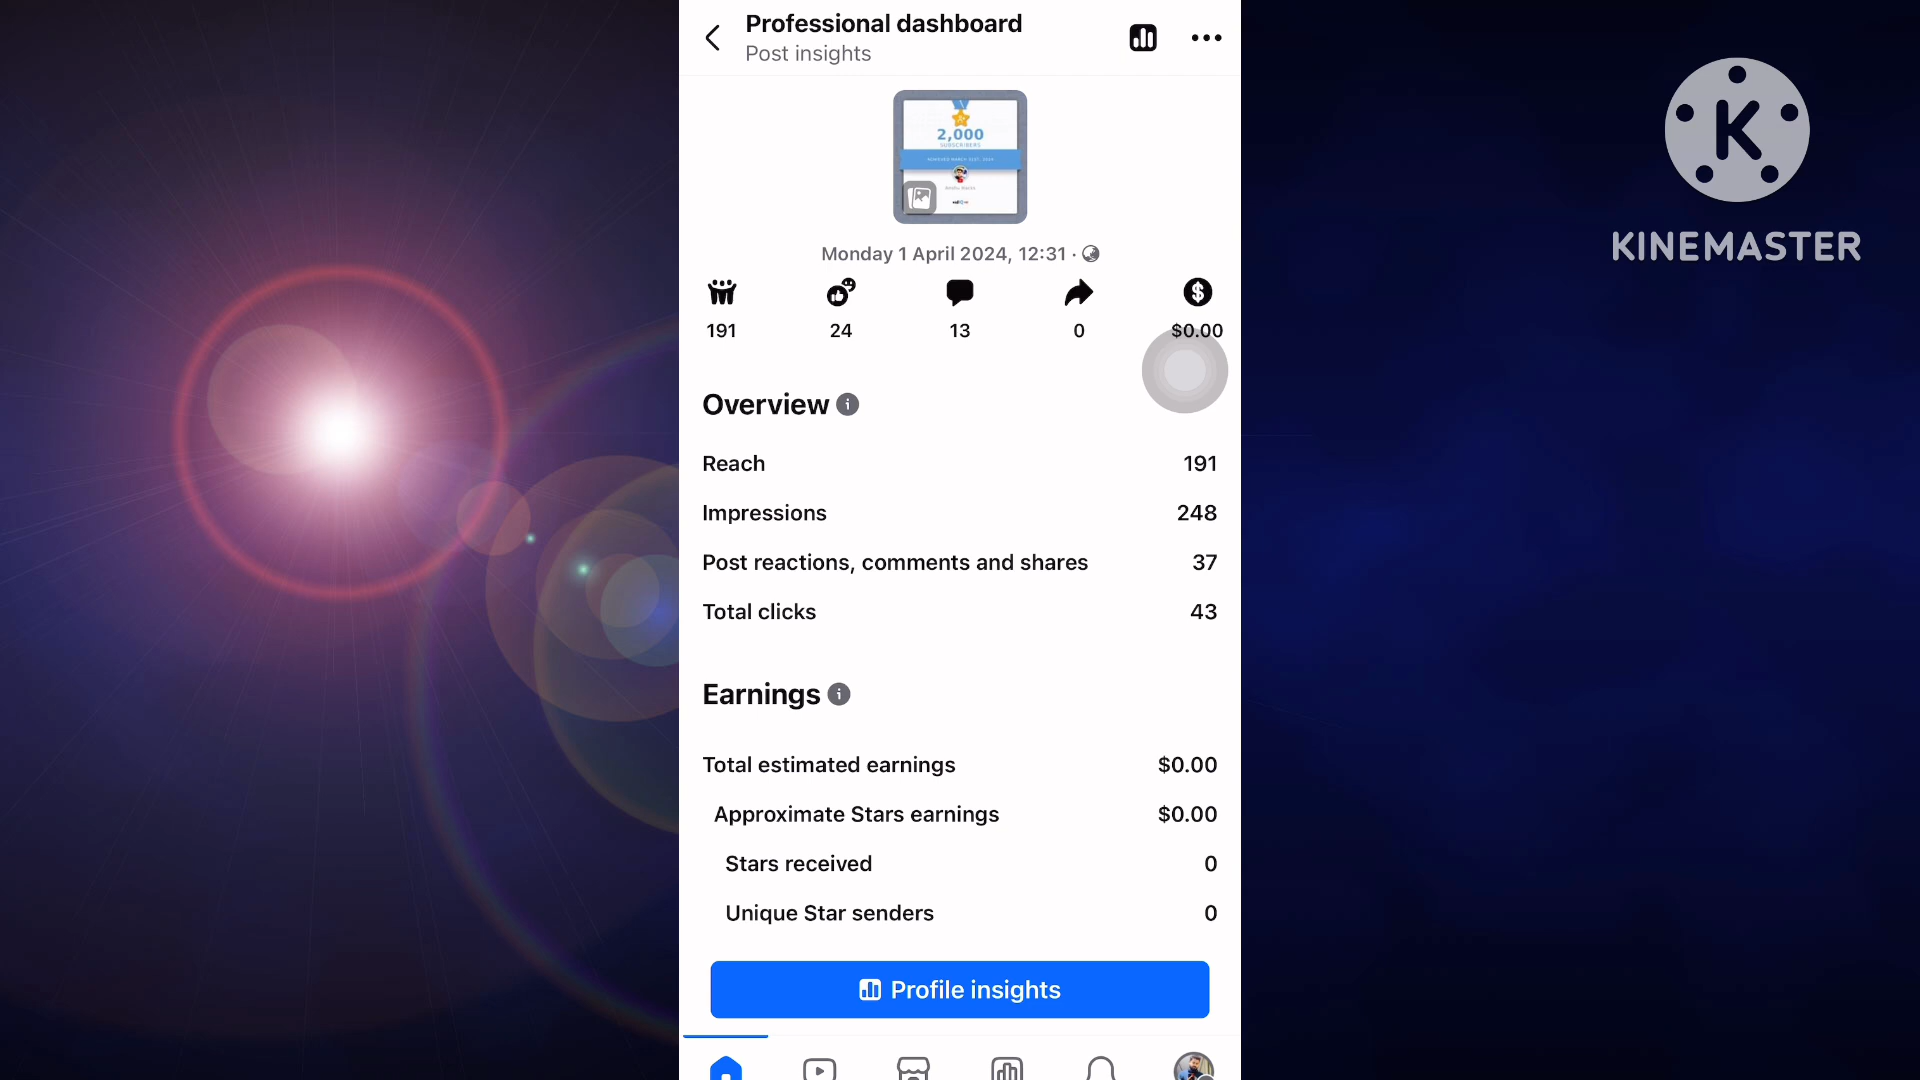 Professional dashboard
Post insights
2,000
SUBSCRIBERS
Monday 1 April 2024, 12:31 ·
191
24
13
0
$0.00
Overview
Reach 191
Impressions 248
Post reactions, comments and shares 37
Total clicks 43
Earnings
Total estimated earnings $0.00
Approximate Stars earnings $0.00
Stars received 0
Unique Star senders 0
Profile insights
K
KINEMASTER